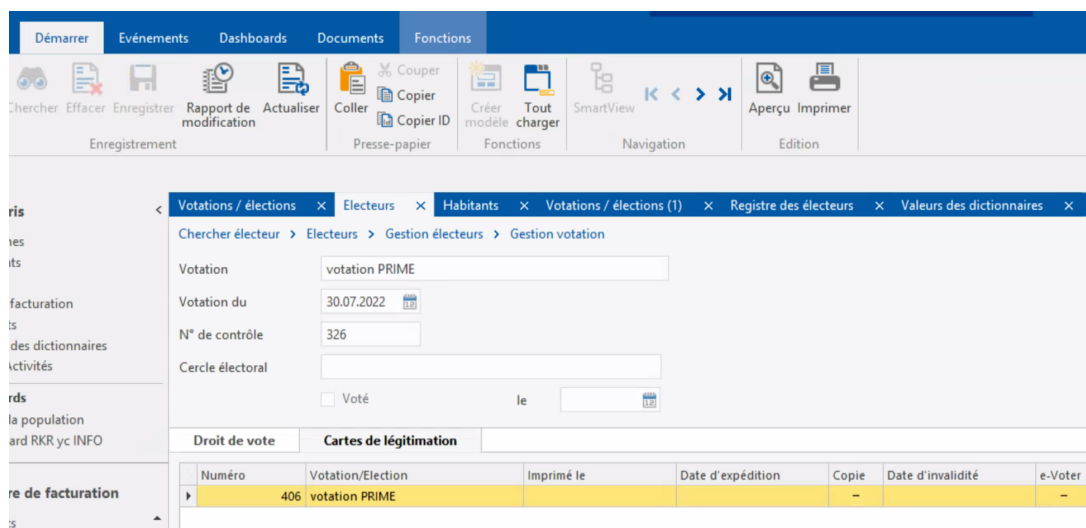 Démarrer Evénements Dashboards Documents Fonctions
Chercher Effacer Enregistrer Rapport de modification Actualiser
Enregistrement
Coller Couper
Copier
Copier ID
Presse-papier
Créer modèle Tout charger
Fonctions
SmartView
Navigation
Aperçu Imprimer
Edition
Votations / élections Electeurs Habitants Votations / élections (1) Registre des électeurs Valeurs des dictionnaires
Chercher électeur > Electeurs > Gestion électeurs > Gestion votation
facturation
des dictionnaires
la population
RKR yc INFO
de facturation
Votation votation PRIME
Votation du 30.07.2022
N° de contrôle 326
Cercle électoral
Voté le
Droit de vote Cartes de légitimation
Numéro Votation/Election Imprimé le Date d'expédition Copie Date d'invalidité e-Voter
406 votation PRIME – –